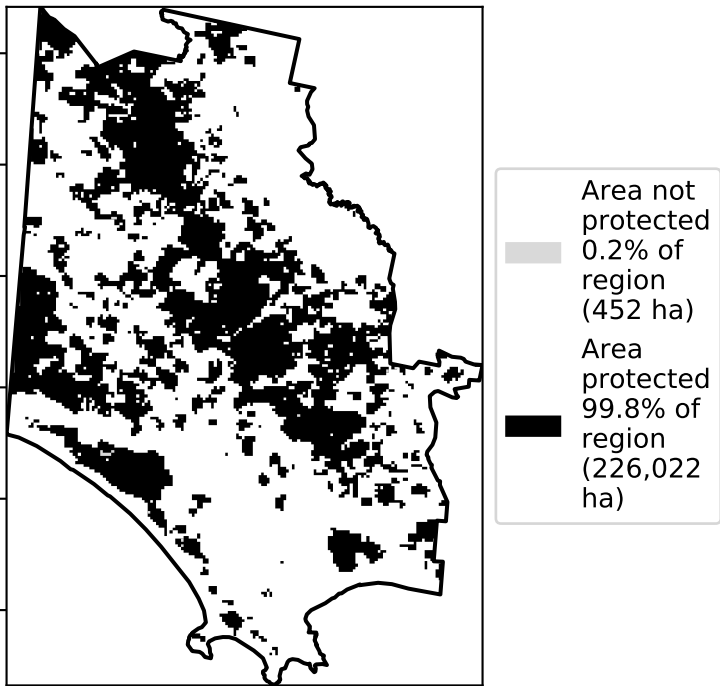 Area not
protected
0.2% of
region
(452 ha)
Area
protected
99.8% of
region
(226,022
ha)